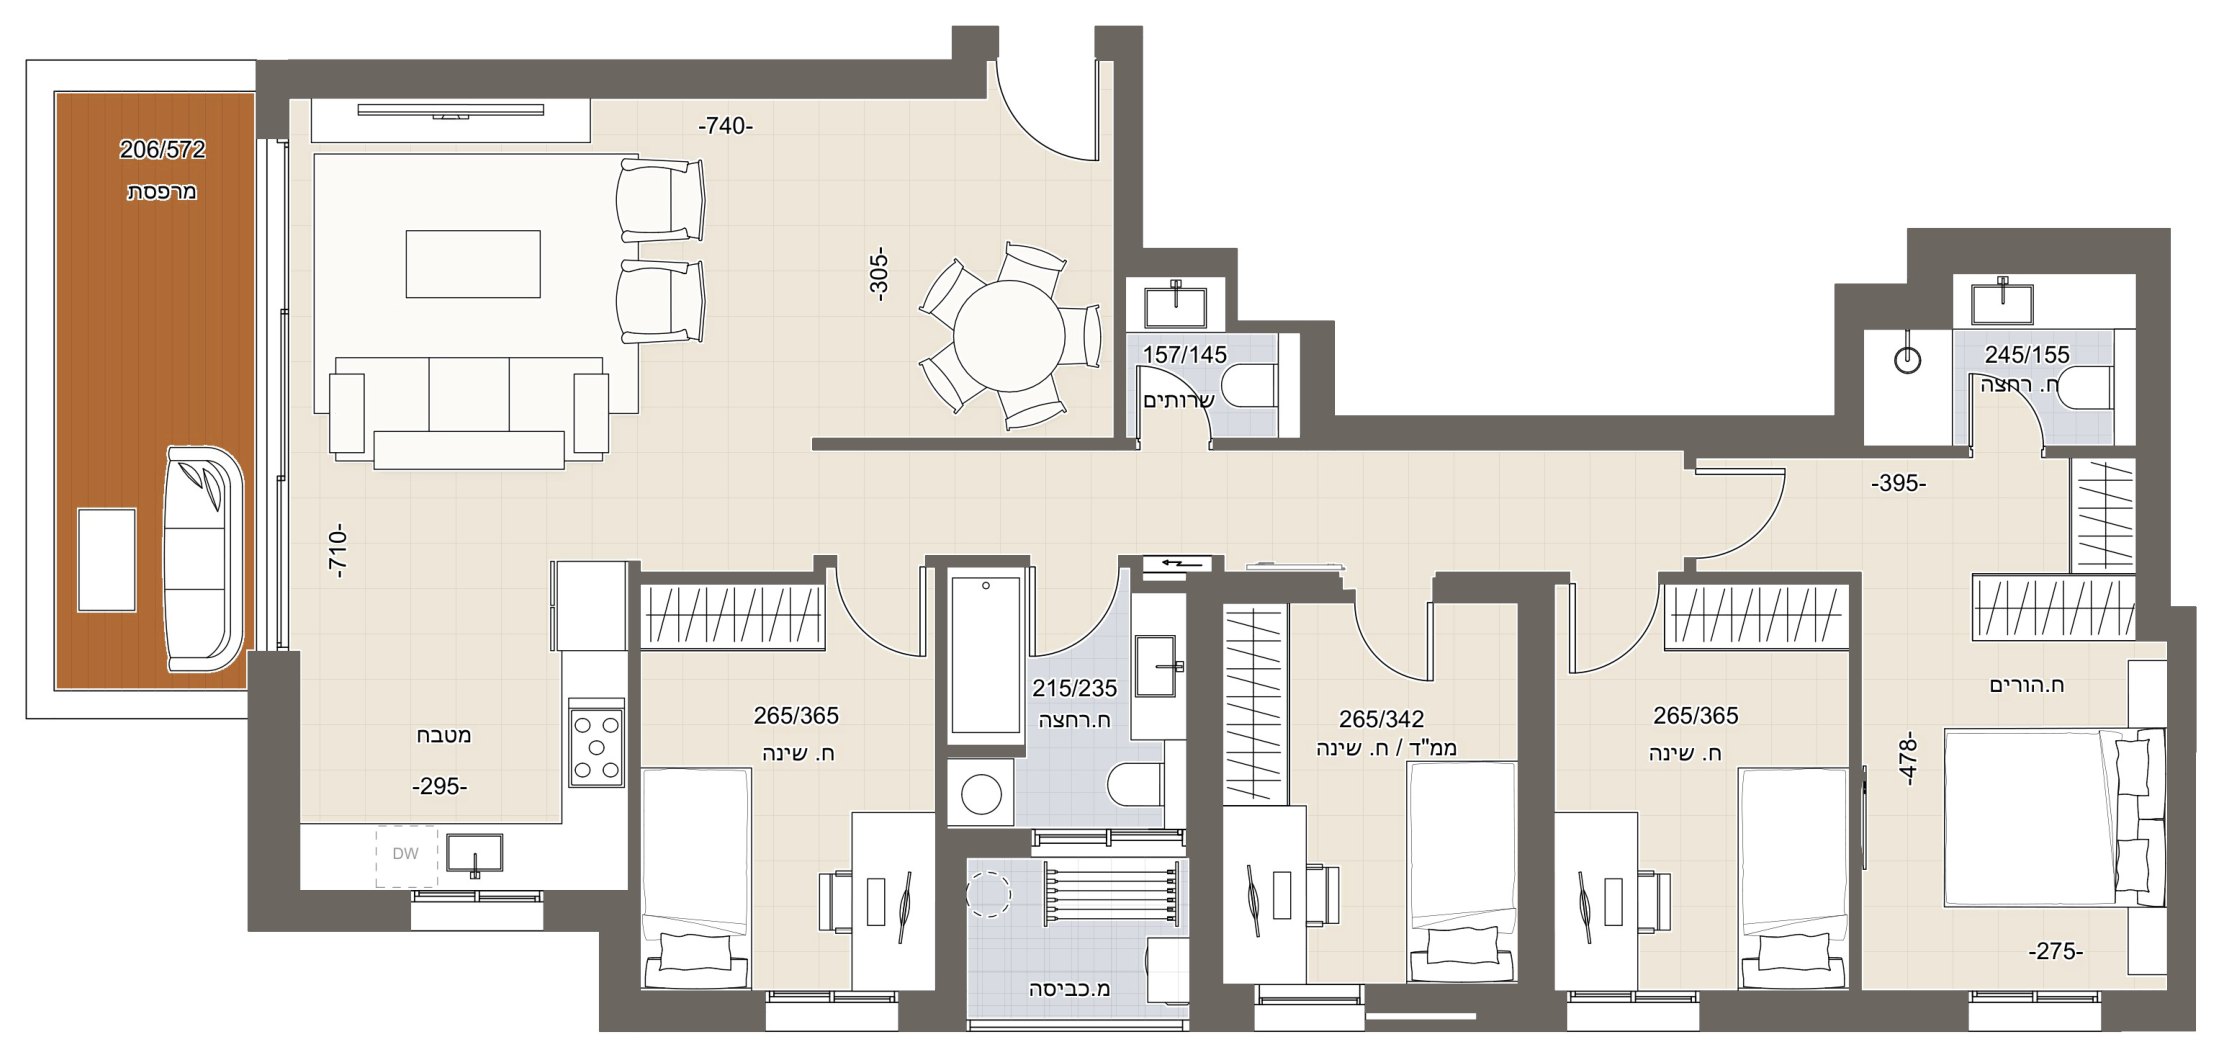 -740-
206/572
מרפסת
-305-
157/145
שרותים
245/155
ח. רחצה
-395-
-710-
215/235
ח.רחצה
265/365
ח. שינה
265/342
ממ"ד / ח. שינה
265/365
ח. שינה
ח.הורים
-478-
מטבח
-295-
DW
-275-
מ.כביסה